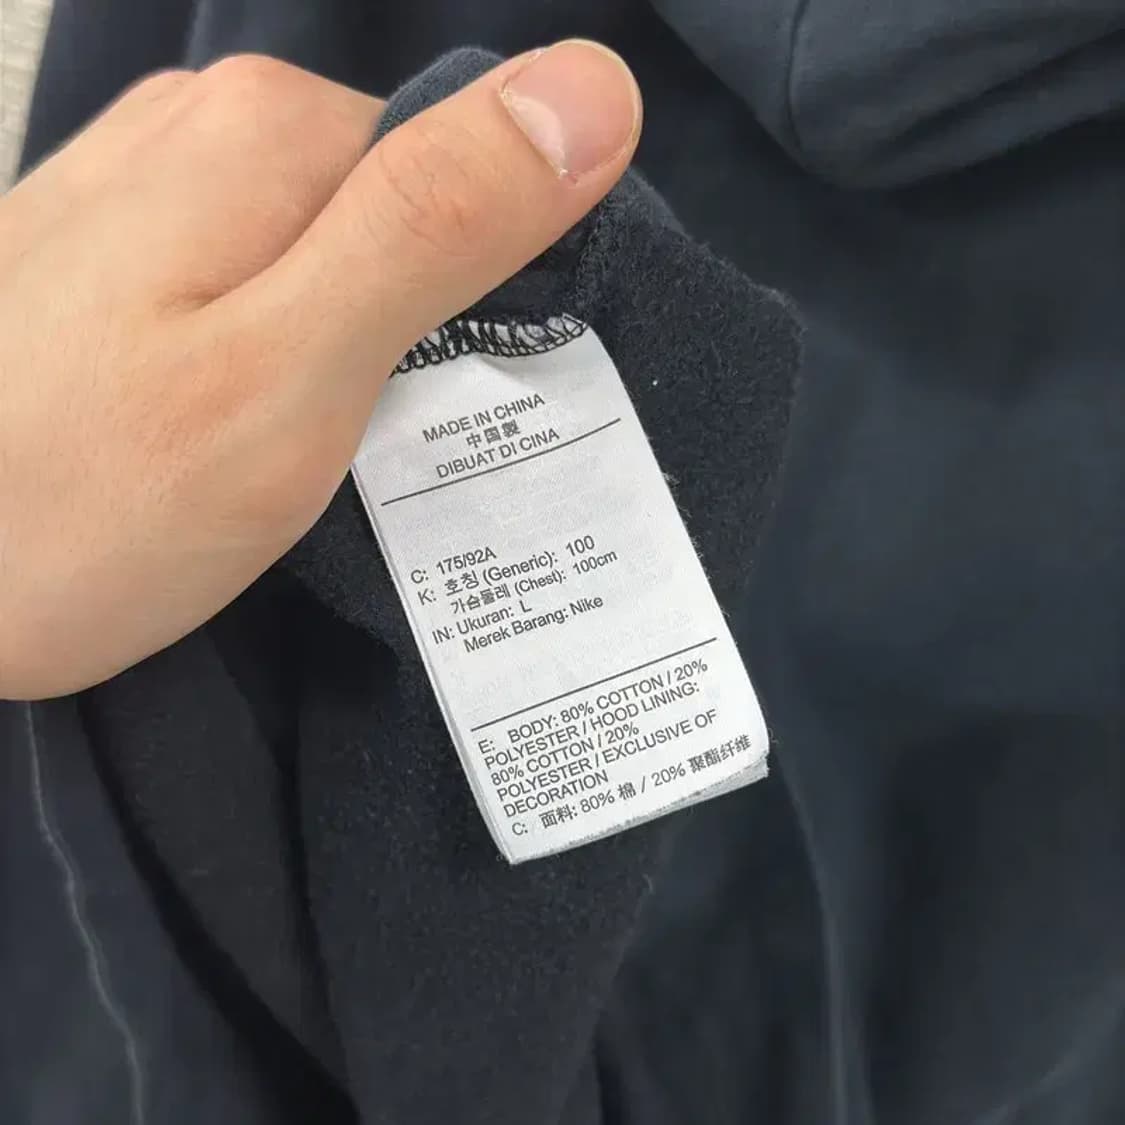 MADE IN CHINA
中国製
DIBUAT DI CINA
C: 175/92A
K: 호칭 (Generic): 100
가슴둘레 (Chest): 100cm
IN: Ukuran: L
Merek Barang: Nike
E: BODY: 80% COTTON / 20%
POLYESTER / HOOD LINING:
80% COTTON / 20%
POLYESTER / EXCLUSIVE OF
DECORATION
C: 面料: 80% 棉 / 20% 聚酯纤维